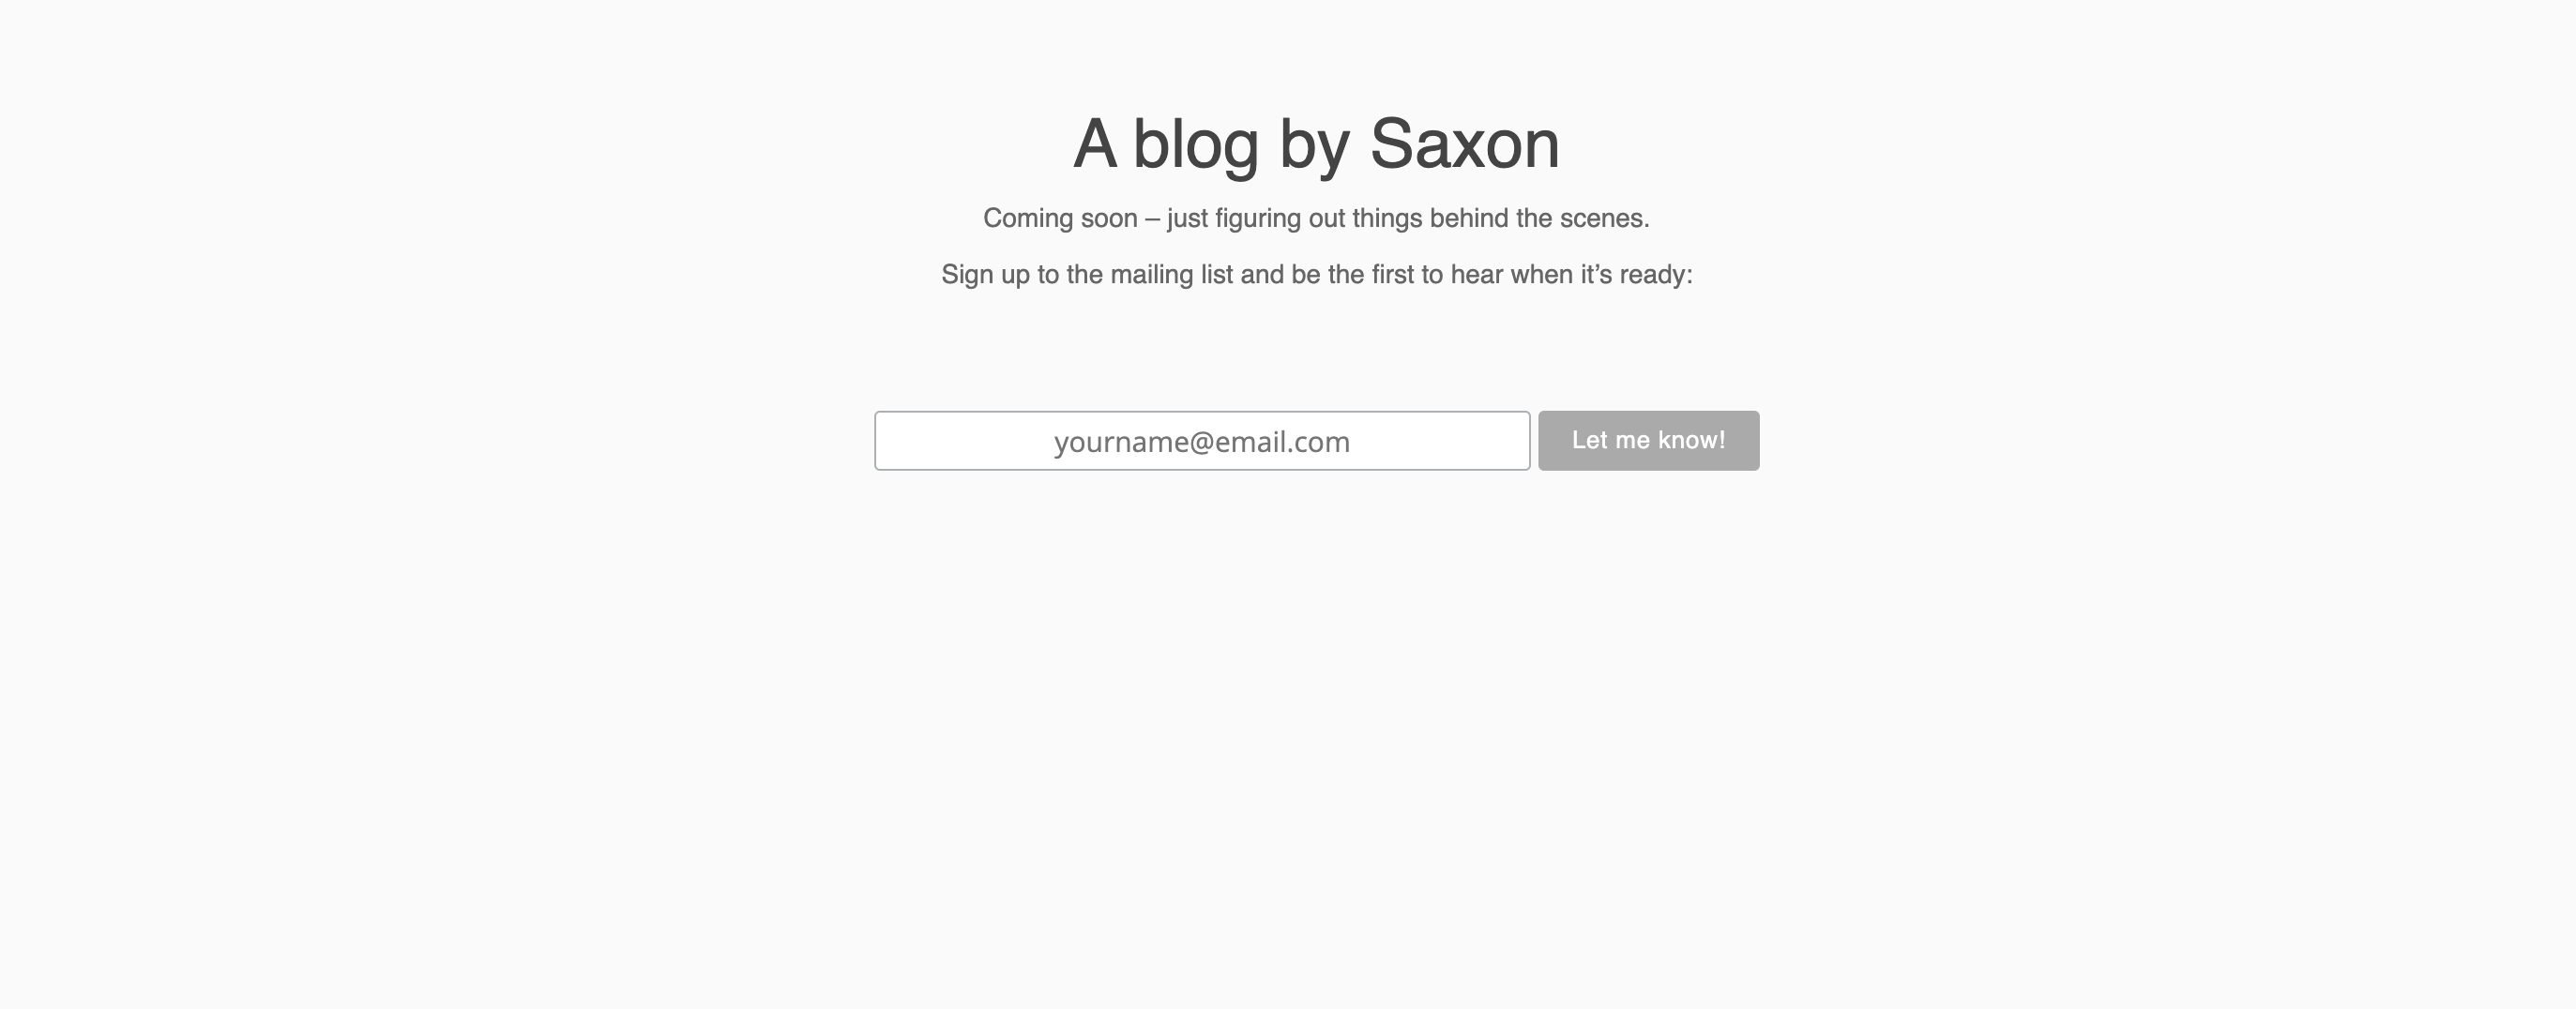 A blog by Saxon
Coming soon – just figuring out things behind the scenes.
Sign up to the mailing list and be the first to hear when it’s ready:
yourname@email.com
Let me know!